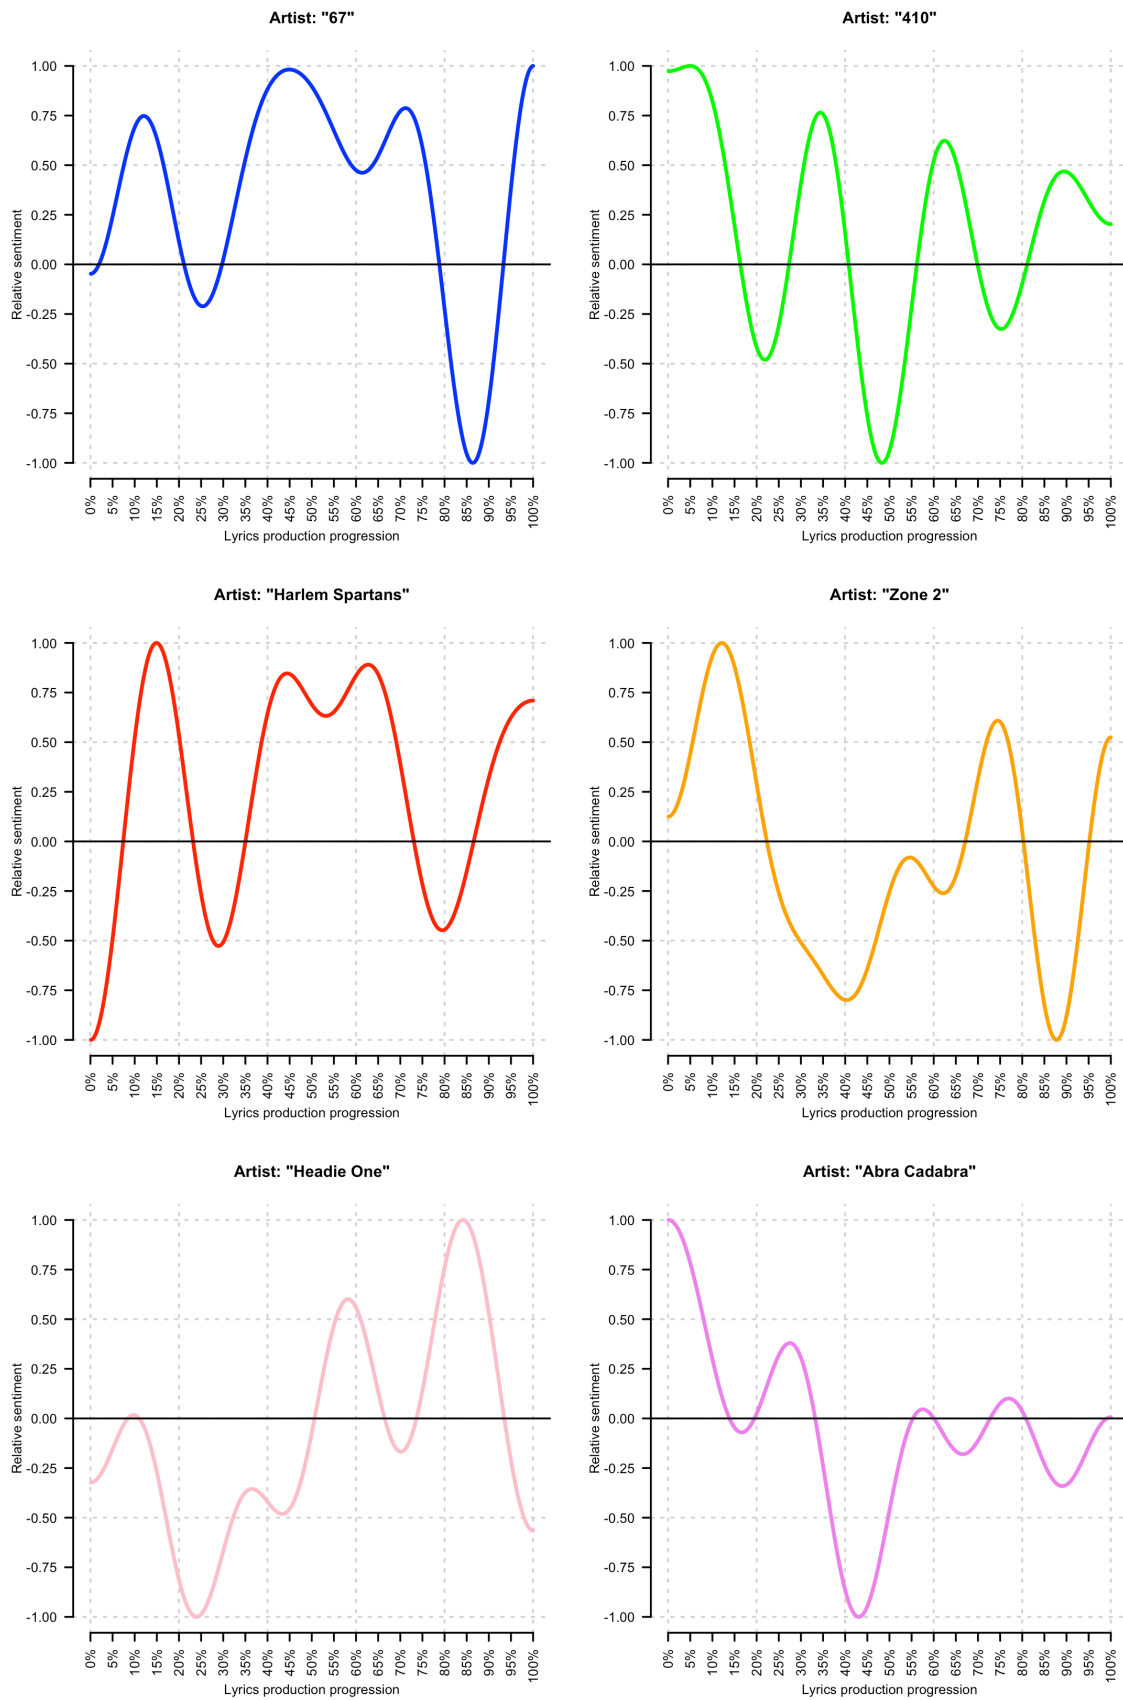 Artist: "67"
Relative sentiment
1.00
0.75
0.50
0.25
0.00
-0.25
-0.50
-0.75
-1.00
0% 5% 10% 15% 20% 25% 30% 35% 40% 45% 50% 55% 60% 65% 70% 75% 80% 85% 90% 95% 100%
Lyrics production progression
Artist: "410"
Relative sentiment
1.00
0.75
0.50
0.25
0.00
-0.25
-0.50
-0.75
-1.00
0% 5% 10% 15% 20% 25% 30% 35% 40% 45% 50% 55% 60% 65% 70% 75% 80% 85% 90% 95% 100%
Lyrics production progression
Artist: "Harlem Spartans"
Relative sentiment
1.00
0.75
0.50
0.25
0.00
-0.25
-0.50
-0.75
-1.00
0% 5% 10% 15% 20% 25% 30% 35% 40% 45% 50% 55% 60% 65% 70% 75% 80% 85% 90% 95% 100%
Lyrics production progression
Artist: "Zone 2"
Relative sentiment
1.00
0.75
0.50
0.25
0.00
-0.25
-0.50
-0.75
-1.00
0% 5% 10% 15% 20% 25% 30% 35% 40% 45% 50% 55% 60% 65% 70% 75% 80% 85% 90% 95% 100%
Lyrics production progression
Artist: "Headie One"
Relative sentiment
1.00
0.75
0.50
0.25
0.00
-0.25
-0.50
-0.75
-1.00
0% 5% 10% 15% 20% 25% 30% 35% 40% 45% 50% 55% 60% 65% 70% 75% 80% 85% 90% 95% 100%
Lyrics production progression
Artist: "Abra Cadabra"
Relative sentiment
1.00
0.75
0.50
0.25
0.00
-0.25
-0.50
-0.75
-1.00
0% 5% 10% 15% 20% 25% 30% 35% 40% 45% 50% 55% 60% 65% 70% 75% 80% 85% 90% 95% 100%
Lyrics production progression